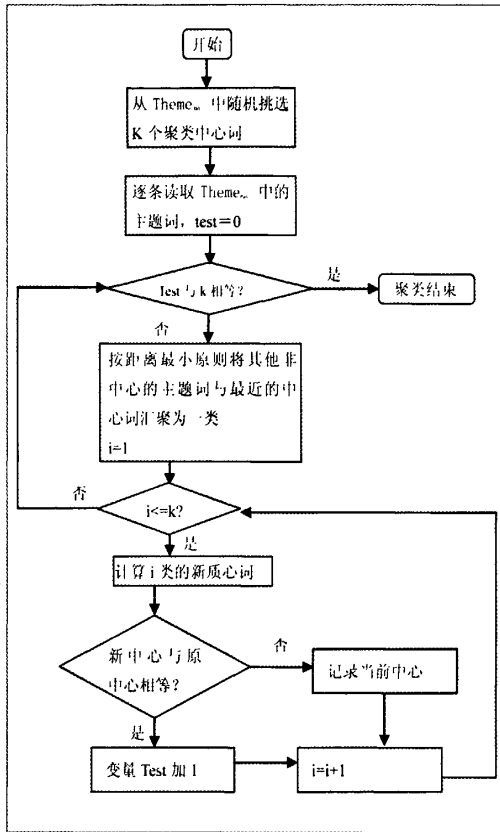 开始
从 Theme 中随机挑选
K 个聚类中心词
逐条读取 Theme 中的
主题词，test＝0
Test 与 k 相等？
是
聚类结束
否
按距离最小原则将其他非
中心的主题词与最近的中
心词汇聚为一类
i=1
否
i<=k?
是
计算 i 类的新质心词
新中心与原
中心相等？
否
记录当前中心
是
变量 Test 加 1
i=i+1